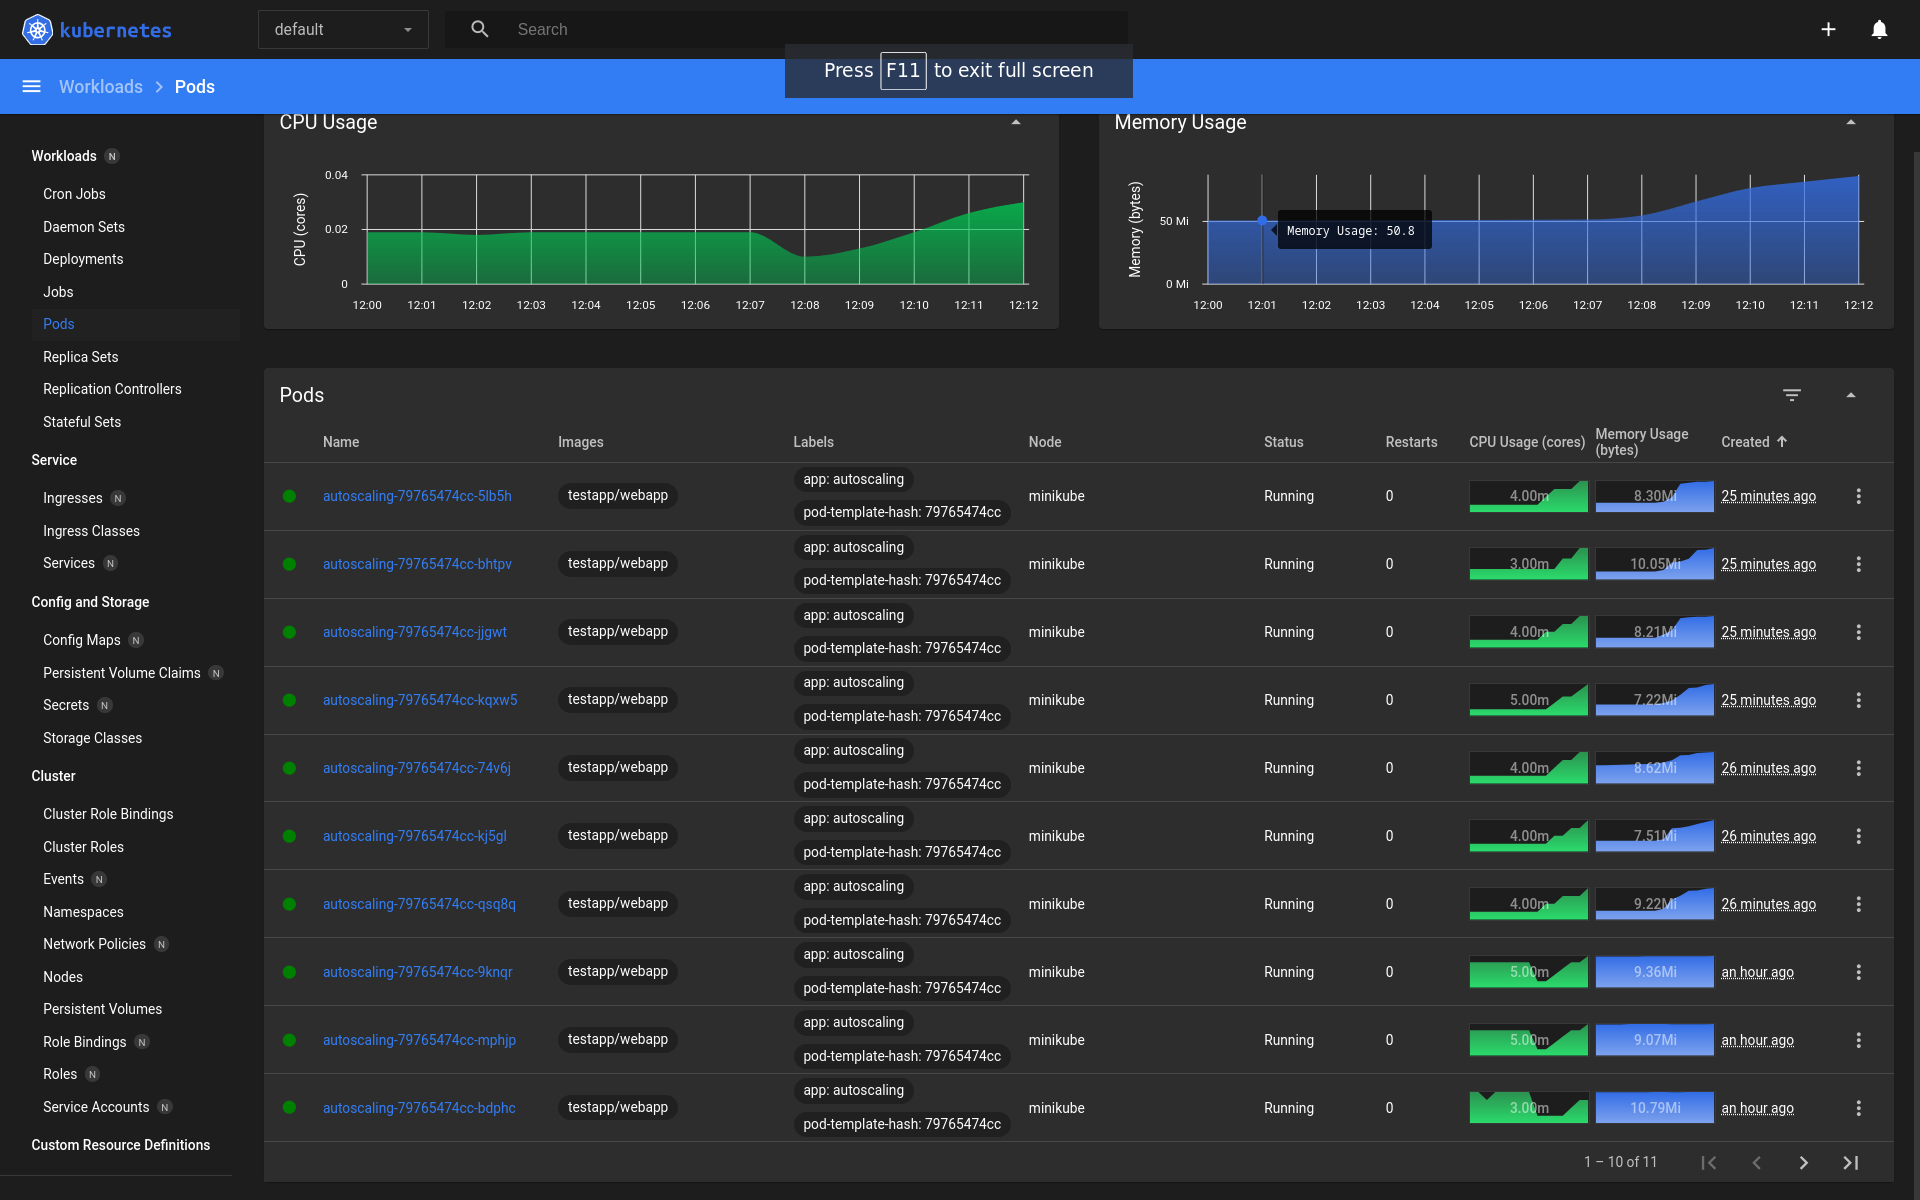 kubernetes
default
Search
Press F11 to exit full screen
Workloads > Pods
Workloads N
Cron Jobs
Daemon Sets
Deployments
Jobs
Pods
Replica Sets
Replication Controllers
Stateful Sets
Service
Ingresses N
Ingress Classes
Services N
Config and Storage
Config Maps N
Persistent Volume Claims N
Secrets N
Storage Classes
Cluster
Cluster Role Bindings
Cluster Roles
Events N
Namespaces
Network Policies N
Nodes
Persistent Volumes
Role Bindings N
Roles N
Service Accounts N
Custom Resource Definitions
CPU Usage
CPU (cores)
0.04
0.02
0
12:00 12:01 12:02 12:03 12:04 12:05 12:06 12:07 12:08 12:09 12:10 12:11 12:12
Memory Usage
Memory (bytes)
50 Mi
Memory Usage: 50.8
0 Mi
12:00 12:01 12:02 12:03 12:04 12:05 12:06 12:07 12:08 12:09 12:10 12:11 12:12
Pods
Name Images Labels Node Status Restarts CPU Usage (cores) Memory Usage (bytes) Created
app: autoscaling
autoscaling-79765474cc-5lb5h testapp/webapp minikube Running 0 4.00m 8.30Mi 25 minutes ago
pod-template-hash: 79765474cc
app: autoscaling
autoscaling-79765474cc-bhtpv testapp/webapp minikube Running 0 3.00m 10.05Mi 25 minutes ago
pod-template-hash: 79765474cc
app: autoscaling
autoscaling-79765474cc-jjgwt testapp/webapp minikube Running 0 4.00m 8.21Mi 25 minutes ago
pod-template-hash: 79765474cc
app: autoscaling
autoscaling-79765474cc-kqxw5 testapp/webapp minikube Running 0 5.00m 7.22Mi 25 minutes ago
pod-template-hash: 79765474cc
app: autoscaling
autoscaling-79765474cc-74v6j testapp/webapp minikube Running 0 4.00m 8.62Mi 26 minutes ago
pod-template-hash: 79765474cc
app: autoscaling
autoscaling-79765474cc-kj5gl testapp/webapp minikube Running 0 4.00m 7.51Mi 26 minutes ago
pod-template-hash: 79765474cc
app: autoscaling
autoscaling-79765474cc-qsq8q testapp/webapp minikube Running 0 4.00m 9.22Mi 26 minutes ago
pod-template-hash: 79765474cc
app: autoscaling
autoscaling-79765474cc-9knqr testapp/webapp minikube Running 0 5.00m 9.36Mi an hour ago
pod-template-hash: 79765474cc
app: autoscaling
autoscaling-79765474cc-mphjp testapp/webapp minikube Running 0 5.00m 9.07Mi an hour ago
pod-template-hash: 79765474cc
app: autoscaling
autoscaling-79765474cc-bdphc testapp/webapp minikube Running 0 3.00m 10.79Mi an hour ago
pod-template-hash: 79765474cc
1 – 10 of 11